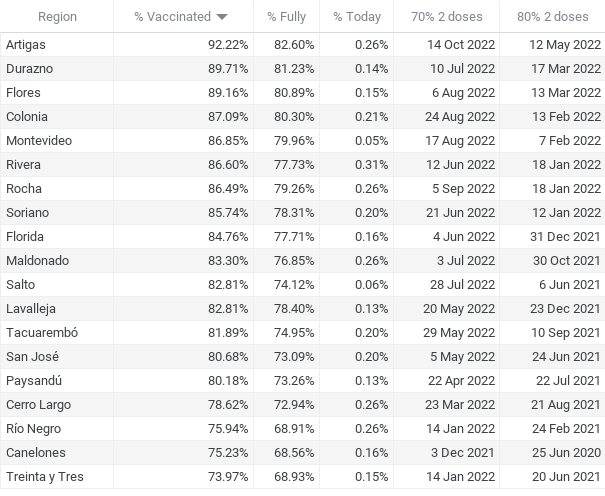 Region % Vaccinated % Fully % Today 70% 2 doses 80% 2 doses
Artigas 92.22% 82.60% 0.26% 14 Oct 2022 12 May 2022
Durazno 89.71% 81.23% 0.14% 10 Jul 2022 17 Mar 2022
Flores 89.16% 80.89% 0.15% 6 Aug 2022 13 Mar 2022
Colonia 87.09% 80.30% 0.21% 24 Aug 2022 13 Feb 2022
Montevideo 86.85% 79.96% 0.05% 17 Aug 2022 7 Feb 2022
Rivera 86.60% 77.73% 0.31% 12 Jun 2022 18 Jan 2022
Rocha 86.49% 79.26% 0.26% 5 Sep 2022 18 Jan 2022
Soriano 85.74% 78.31% 0.20% 21 Jun 2022 12 Jan 2022
Florida 84.76% 77.71% 0.16% 4 Jun 2022 31 Dec 2021
Maldonado 83.30% 76.85% 0.26% 3 Jul 2022 30 Oct 2021
Salto 82.81% 74.12% 0.06% 28 Jul 2022 6 Jun 2021
Lavalleja 82.81% 78.40% 0.13% 20 May 2022 23 Dec 2021
Tacuarembó 81.89% 74.95% 0.20% 29 May 2022 10 Sep 2021
San José 80.68% 73.09% 0.20% 5 May 2022 24 Jun 2021
Paysandú 80.18% 73.26% 0.13% 22 Apr 2022 22 Jul 2021
Cerro Largo 78.62% 72.94% 0.26% 23 Mar 2022 21 Aug 2021
Río Negro 75.94% 68.91% 0.26% 14 Jan 2022 24 Feb 2021
Canelones 75.23% 68.56% 0.16% 3 Dec 2021 25 Jun 2020
Treinta y Tres 73.97% 68.93% 0.15% 14 Jan 2022 20 Jun 2021